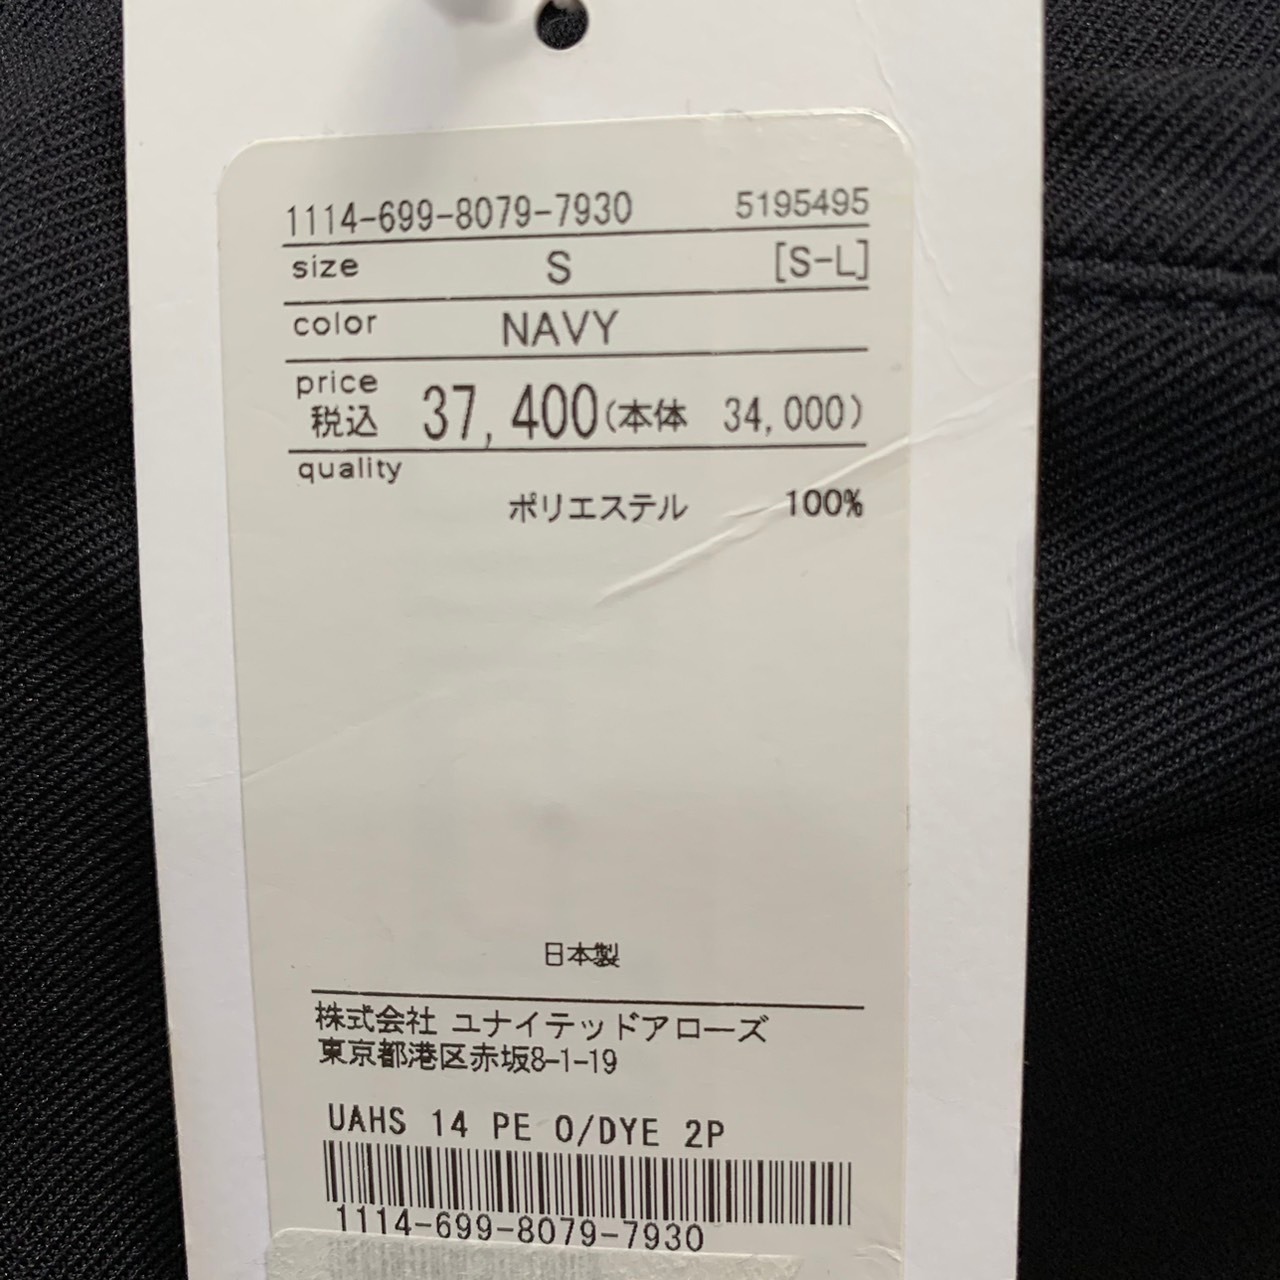 1114-699-8079-7930 5195495
size S [S-L]
color NAVY
price
税込 37,400(本体 34,000)
quality
ポリエステル 100%
日本製
株式会社 ユナイテッドアローズ
東京都港区赤坂8-1-19
UAHS 14 PE O/DYE 2P
1114-699-8079-7930